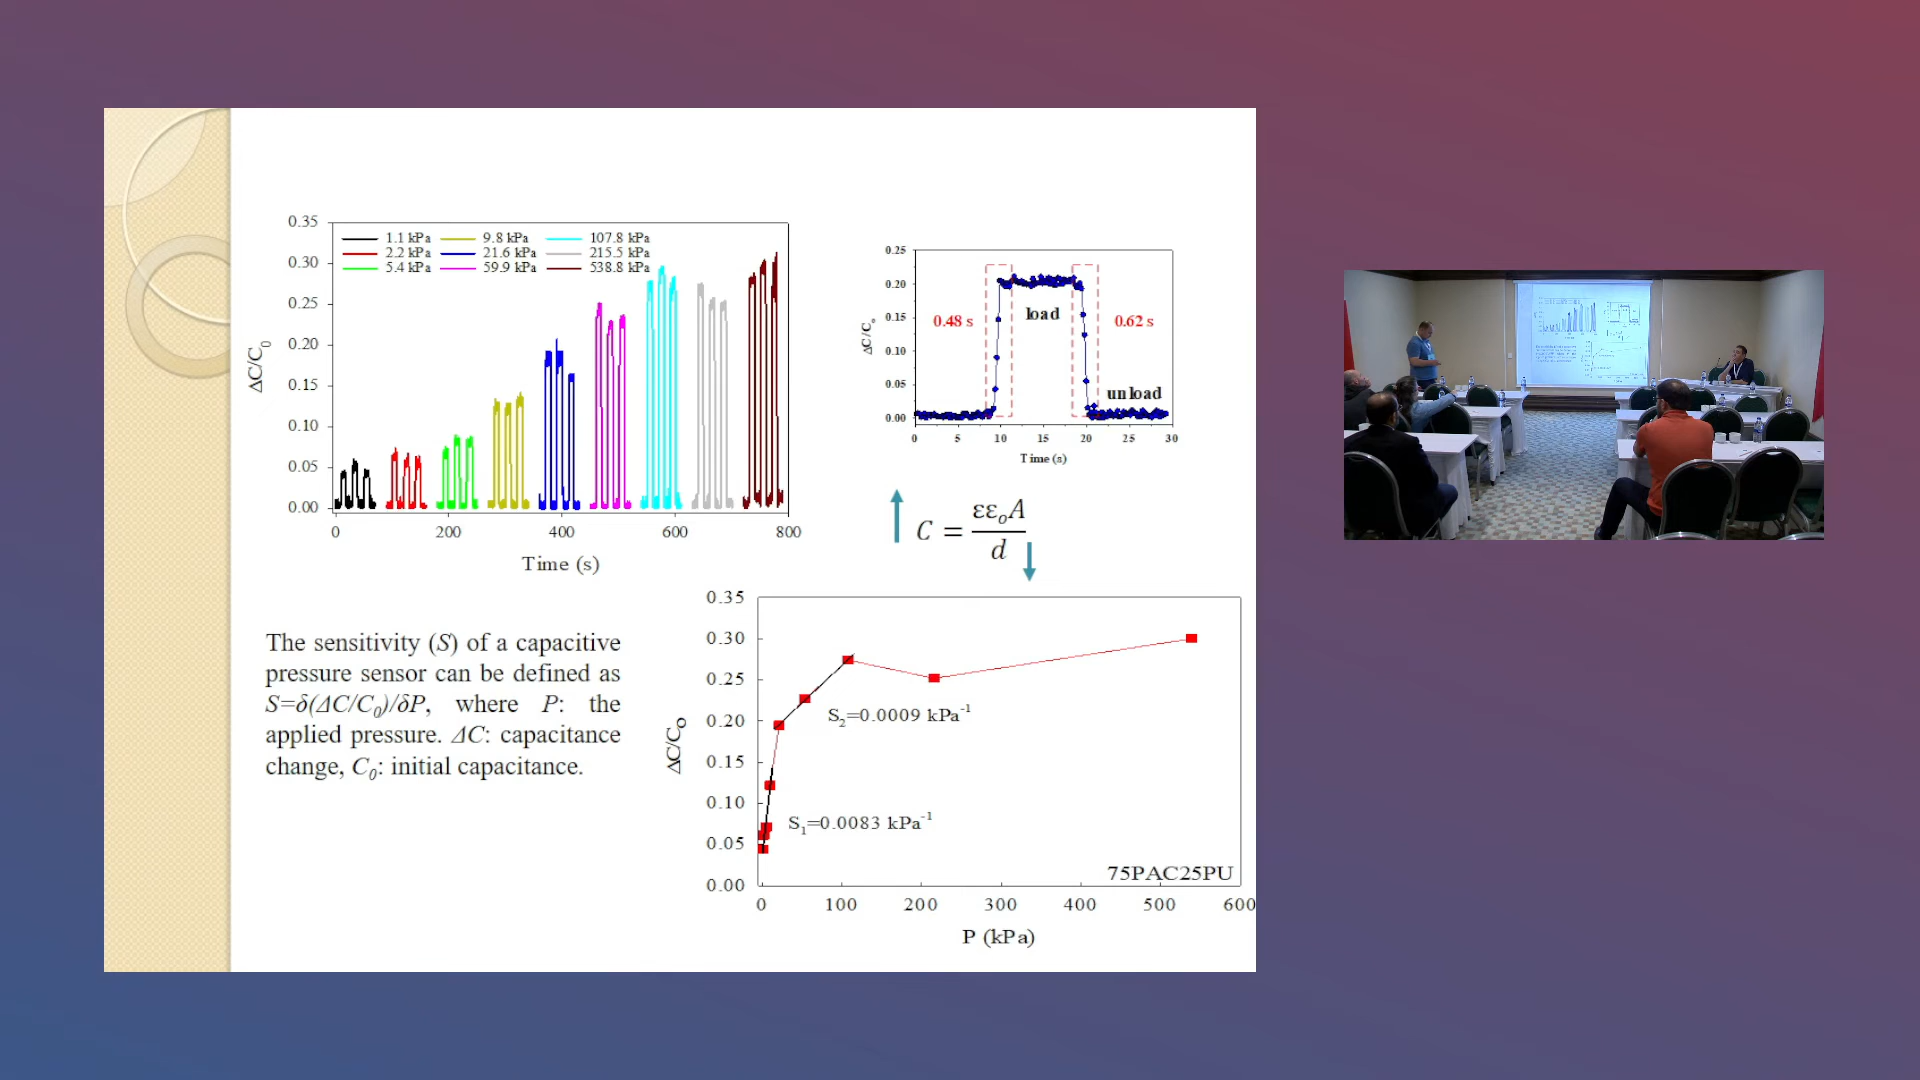 0.35
0.30
0.25
0.20
0.15
0.10
0.05
0.00
ΔC/C0
1.1 kPa 9.8 kPa 107.8 kPa
2.2 kPa 21.6 kPa 215.5 kPa
5.4 kPa 59.9 kPa 538.8 kPa
0 200 400 600 800
Time (s)
0.25
0.20
0.15
0.10
0.05
0.00
ΔC/Co
0.48 s load 0.62 s
unload
0 5 10 15 20 25 30
Time (s)
C = εεoA/d
The sensitivity (S) of a capacitive
pressure sensor can be defined as
S=δ(ΔC/C0)/δP, where P: the
applied pressure. ΔC: capacitance
change, C0: initial capacitance.
0.35
0.30
0.25
0.20
0.15
0.10
0.05
0.00
ΔC/Co
S2=0.0009 kPa-1
S1=0.0083 kPa-1
75PAC25PU
0 100 200 300 400 500 600
P (kPa)